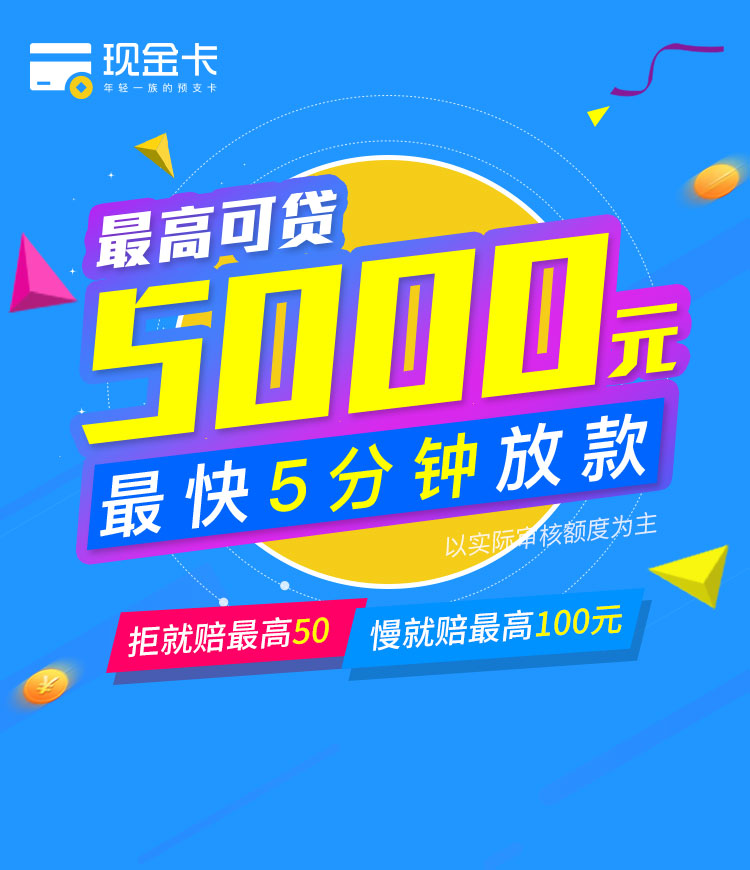 现金卡
年轻一族的预支卡
最高可贷
5000元
最快5分钟放款
以实际审核额度为主
拒就赔最高50
慢就赔最高100元
¥